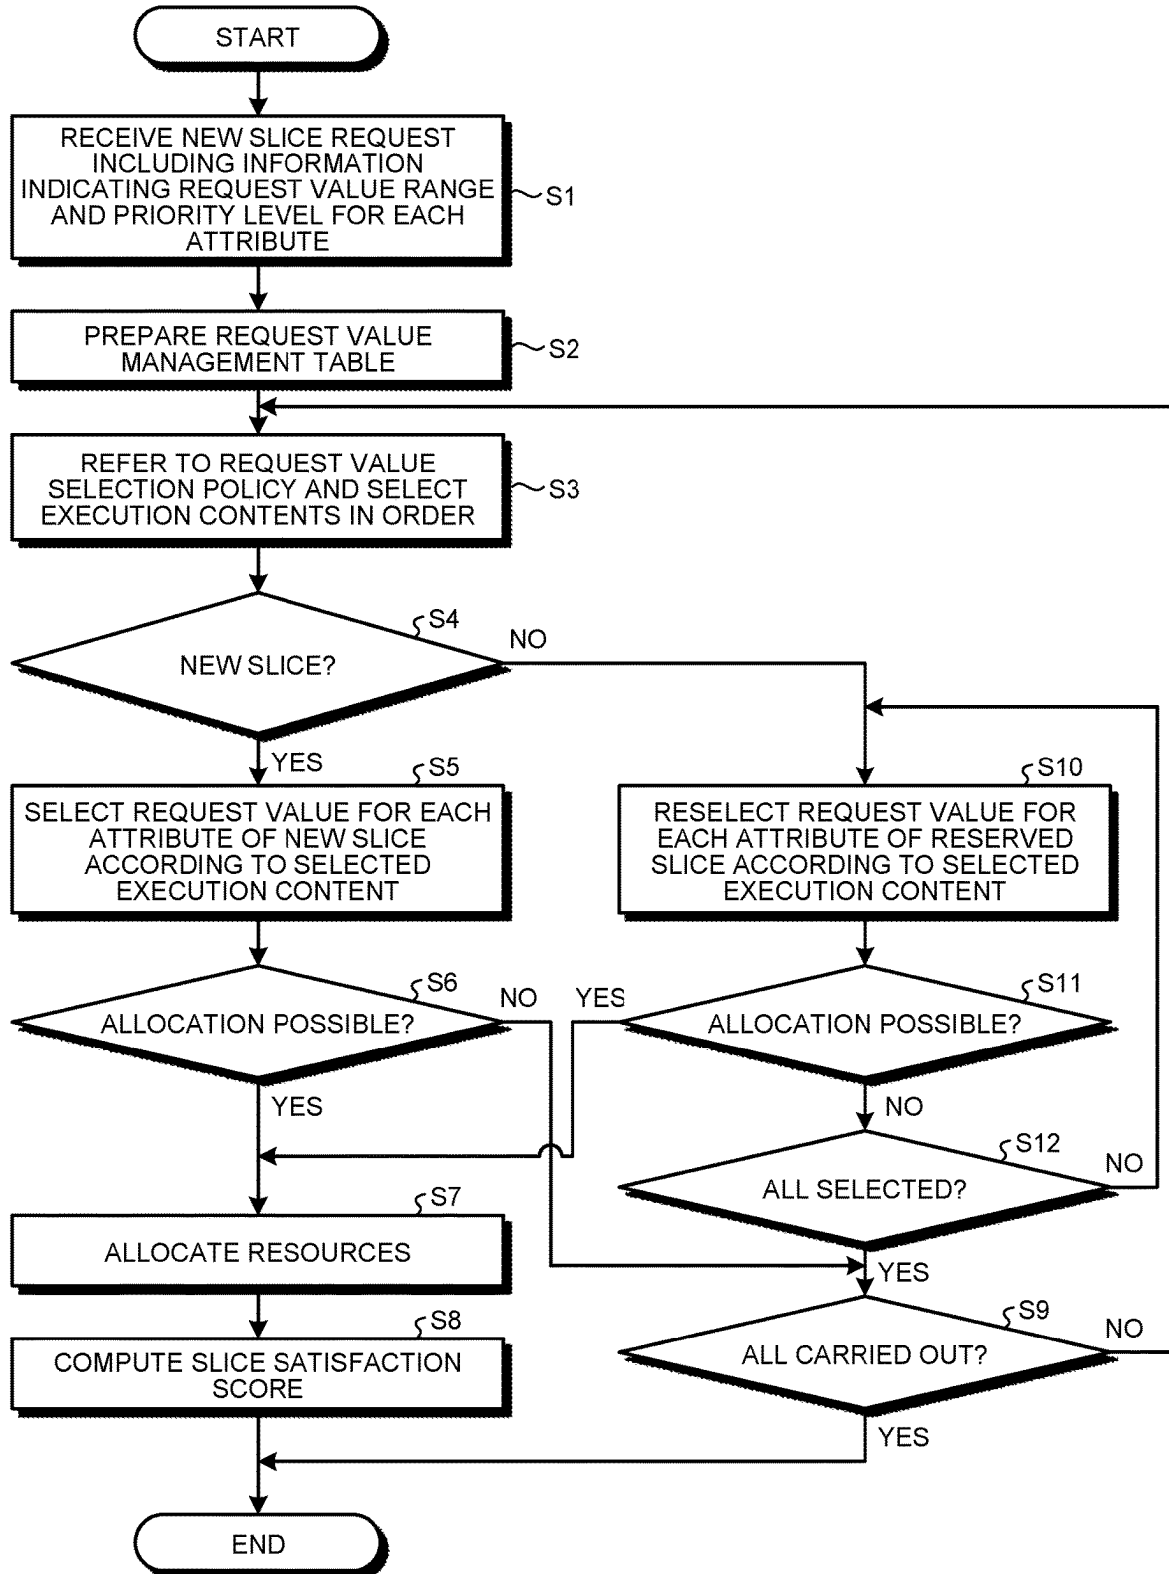 START
RECEIVE NEW SLICE REQUEST
INCLUDING INFORMATION
INDICATING REQUEST VALUE RANGE
AND PRIORITY LEVEL FOR EACH
ATTRIBUTE
S1
PREPARE REQUEST VALUE
MANAGEMENT TABLE
S2
REFER TO REQUEST VALUE
SELECTION POLICY AND SELECT
EXECUTION CONTENTS IN ORDER
S3
S4
NEW SLICE?
NO
YES
S5
SELECT REQUEST VALUE FOR EACH
ATTRIBUTE OF NEW SLICE
ACCORDING TO SELECTED
EXECUTION CONTENT
S10
RESELECT REQUEST VALUE FOR
EACH ATTRIBUTE OF RESERVED
SLICE ACCORDING TO SELECTED
EXECUTION CONTENT
S6
ALLOCATION POSSIBLE?
NO
YES
YES
S11
ALLOCATION POSSIBLE?
NO
S12
ALL SELECTED?
NO
YES
S7
ALLOCATE RESOURCES
S8
COMPUTE SLICE SATISFACTION
SCORE
S9
ALL CARRIED OUT?
NO
YES
END